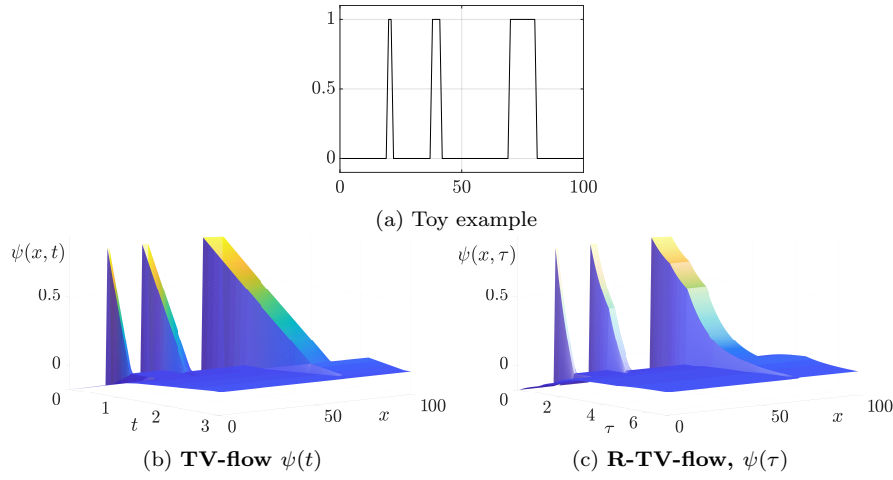 1
0.5
0
0 50 100
(a) Toy example
ψ(x, t)
0.5
0
0
1
t 2
3 0
50
x
100
(b) TV-flow ψ(t)
ψ(x, τ)
0.5
0
0
2
4
τ 6
0
50
x
100
(c) R-TV-flow, ψ(τ)